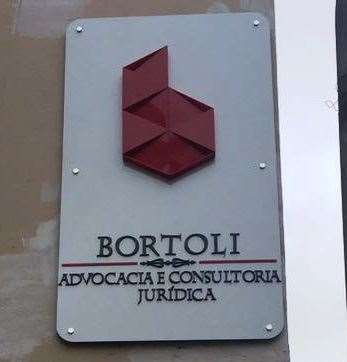 BORTOLI
ADVOCACIA E CONSULTORIA
JURÍDICA